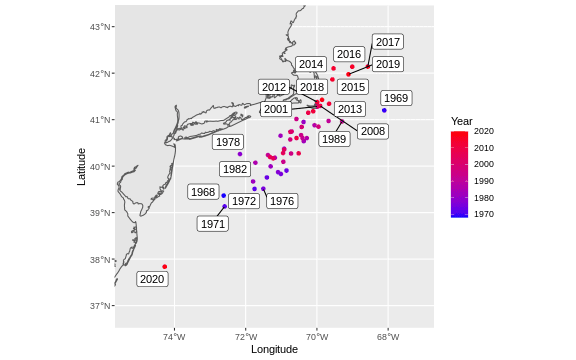 43°N
42°N
41°N
40°N
39°N
38°N
37°N
Latitude
2017
2016
2014
2019
2012
2018
2015
1969
2001
2013
2008
1989
1978
1982
1968
1972
1976
1971
2020
74°W
72°W
70°W
68°W
Longitude
Year
2020
2010
2000
1990
1980
1970